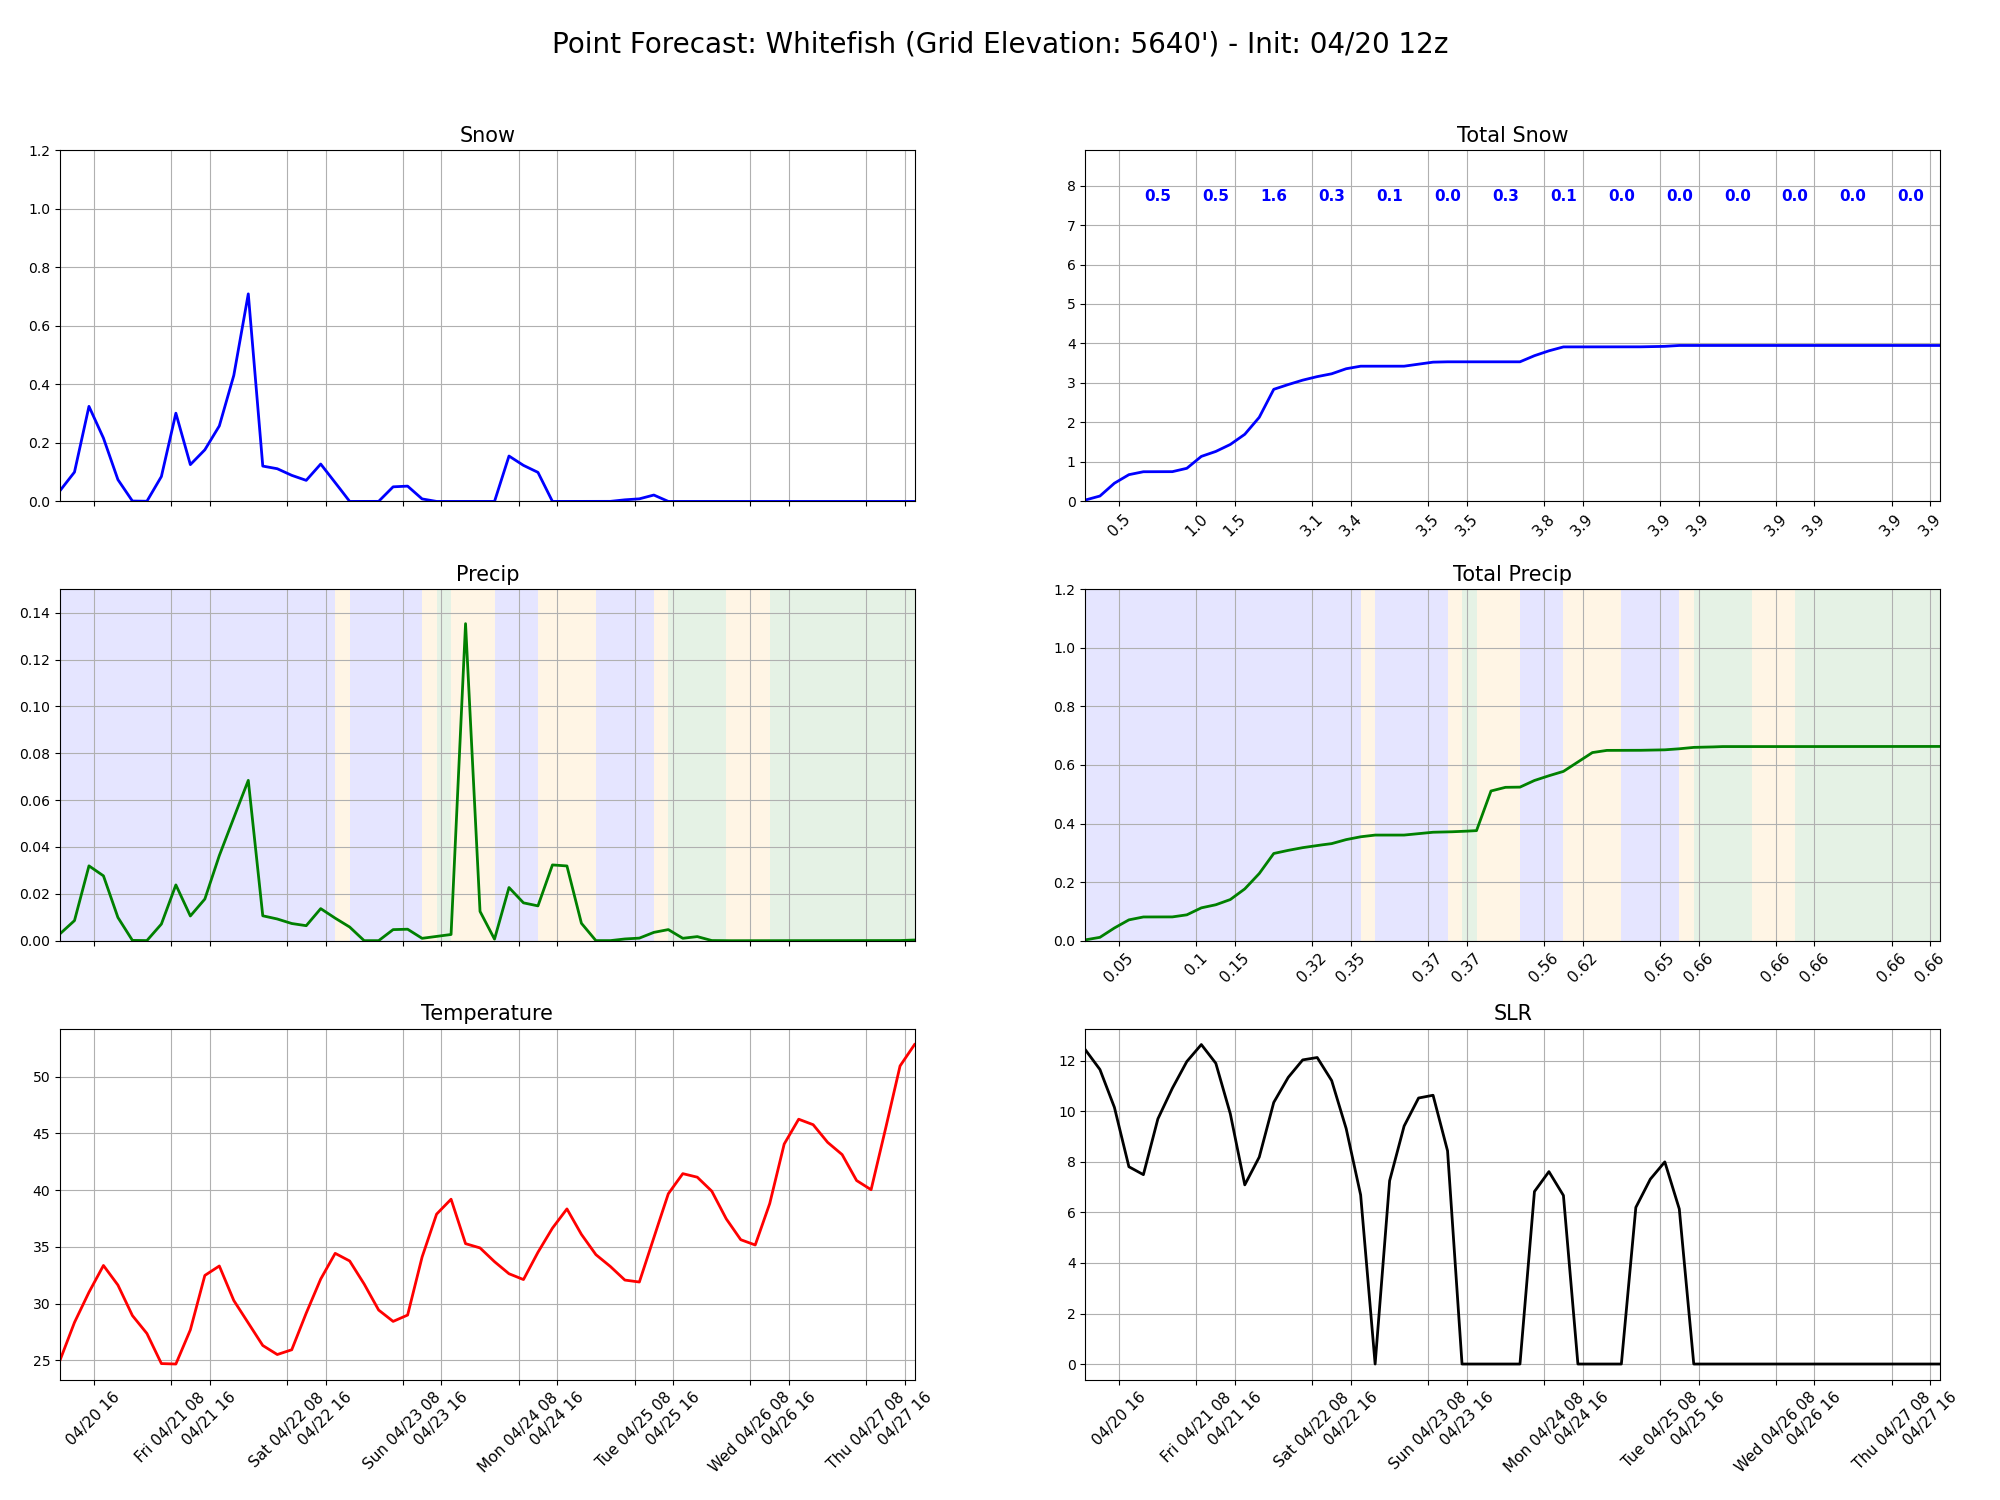 Point Forecast: Whitefish (Grid Elevation: 5640') - Init: 04/20 12z
Snow
1.2
1.0
0.8
0.6
0.4
0.2
0.0
Total Snow
8
7
6
5
4
3
2
1
0
0.5 0.5 1.6 0.3 0.1 0.0 0.3 0.1 0.0 0.0 0.0 0.0 0.0 0.0
0.5 1.0 1.5 3.1 3.4 3.5 3.5 3.8 3.9 3.9 3.9 3.9 3.9 3.9 3.9
Precip
0.14
0.12
0.10
0.08
0.06
0.04
0.02
0.00
Total Precip
1.2
1.0
0.8
0.6
0.4
0.2
0.0
0.05 0.1 0.15 0.32 0.35 0.37 0.37 0.56 0.62 0.65 0.66 0.66 0.66 0.66 0.66
Temperature
50
45
40
35
30
25
04/20 16
Fri 04/21 08
04/21 16
Sat 04/22 08
04/22 16
Sun 04/23 08
04/23 16
Mon 04/24 08
04/24 16
Tue 04/25 08
04/25 16
Wed 04/26 08
04/26 16
Thu 04/27 08
04/27 16
SLR
12
10
8
6
4
2
0
04/20 16
Fri 04/21 08
04/21 16
Sat 04/22 08
04/22 16
Sun 04/23 08
04/23 16
Mon 04/24 08
04/24 16
Tue 04/25 08
04/25 16
Wed 04/26 08
04/26 16
Thu 04/27 08
04/27 16